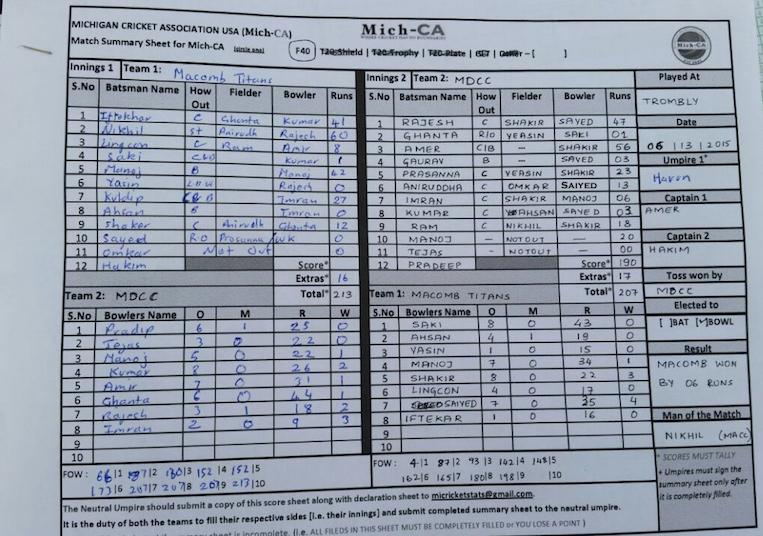 MICHIGAN CRICKET ASSOCIATION USA (Mich-CA)
Mich-CA
Match Summary Sheet for Mich-CA (circle one) F40 T20-Shield | T20-Trophy | T20-Plate | - [ ]
Mich-CA
Innings 1 Team 1: Macomb Titans
S.No Batsman Name How Out Fielder Bowler Runs
1 Iftekhar C Ghanta Kumar 41
2 Nikhil St Anirudh Rajesh 60
3 Lingcon C Ram Amir 8
4 Saki Kumar 1
5 Manoj B Manoj 42
6 Yasin LBW Rajesh 0
7 Kuldip C&B Imran 27
8 Ahsan B Imran 0
9 Shaker C Anirudh Ghanta 12
10 Sayeed RO Prosunna/WK 0
11 Omkar Not Out 0
12 Hakim Score*
Extras* 16
Total* 213
Innings 2 Team 2: MDCC
S.No Batsman Name How Out Fielder Bowler Runs
1 RAJESH C SHAKIR SAYED 47
2 GHANTA R/O YEASIN SAKI 01
3 AMER C/B — SHAKIR 56
4 GAURAV B — SAYED 03
5 PRASANNA C YEASIN SHAKIR 23
6 ANIRUDDHA C OMKAR SAIYED 13
7 IMRAN C SHAKIR MANOJ 06
8 KUMAR C AHSAN SAYED 03
9 RAM C NIKHIL SHAKIR 18
10 MANOJ — NOTOUT — 20
11 TEJAS - NOTOUT - 00
12 PRADEEP Score* 190
Extras* 17
Total* 207
Team 2: MDCC
S.No Bowlers Name O M R W
1 Pradip 6 1 25 0
2 Tejas 3 0 22 0
3 Manoj 5 0 22 1
4 Kumar 8 0 26 2
5 Amir 7 0 31 1
6 Ghanta 6 0 44 1
7 Rajesh 3 1 18 2
8 Imran 2 0 9 3
9
10
FOW : 66|1 |2 |3 152|4 152|5
173|6 207|7 207|8 209|9 213|10
Team 1: MACOMB TITANS
S.No Bowlers Name O M R W
1 SAKI 8 0 43 0
2 AHSAN 4 1 19 0
3 YASIN 1 0 15 0
4 MANOJ 7 0 34 1
5 SHAKIR 8 0 22 3
6 LINGCON 4 0 17 0
7 SAIYED 7 0 35 4
8 IFTEKAR 1 0 16 0
9
10
FOW : 4|1 87|2 93|3 142|4 148|5
162|6 165|7 180|8 198|9 |10
Played At
TROMBLY
Date
06 | 13 | 2015
Umpire 1+
Haron
Captain 1
AMER
Captain 2
HAKIM
Toss won by
MDCC
Elected to
[ ]BAT [✓]BOWL
Result
MACOMB WON
BY 06 RUNS
Man of the Match
NIKHIL (MACC)
* SCORES MUST TALLY
+ Umpires must sign the
summary sheet only after
it is completely filled.
The Neutral Umpire should submit a copy of this score sheet along with declaration sheet to micricketstats@gmail.com.
It is the duty of both the teams to fill their respective sides [i.e. their innings] and submit completed summary sheet to the neutral umpire.
summary sheet is incomplete. (i.e. ALL FILEDS IN THIS SHEET MUST BE COMPLETELY FILLED or YOU LOSE A POINT )